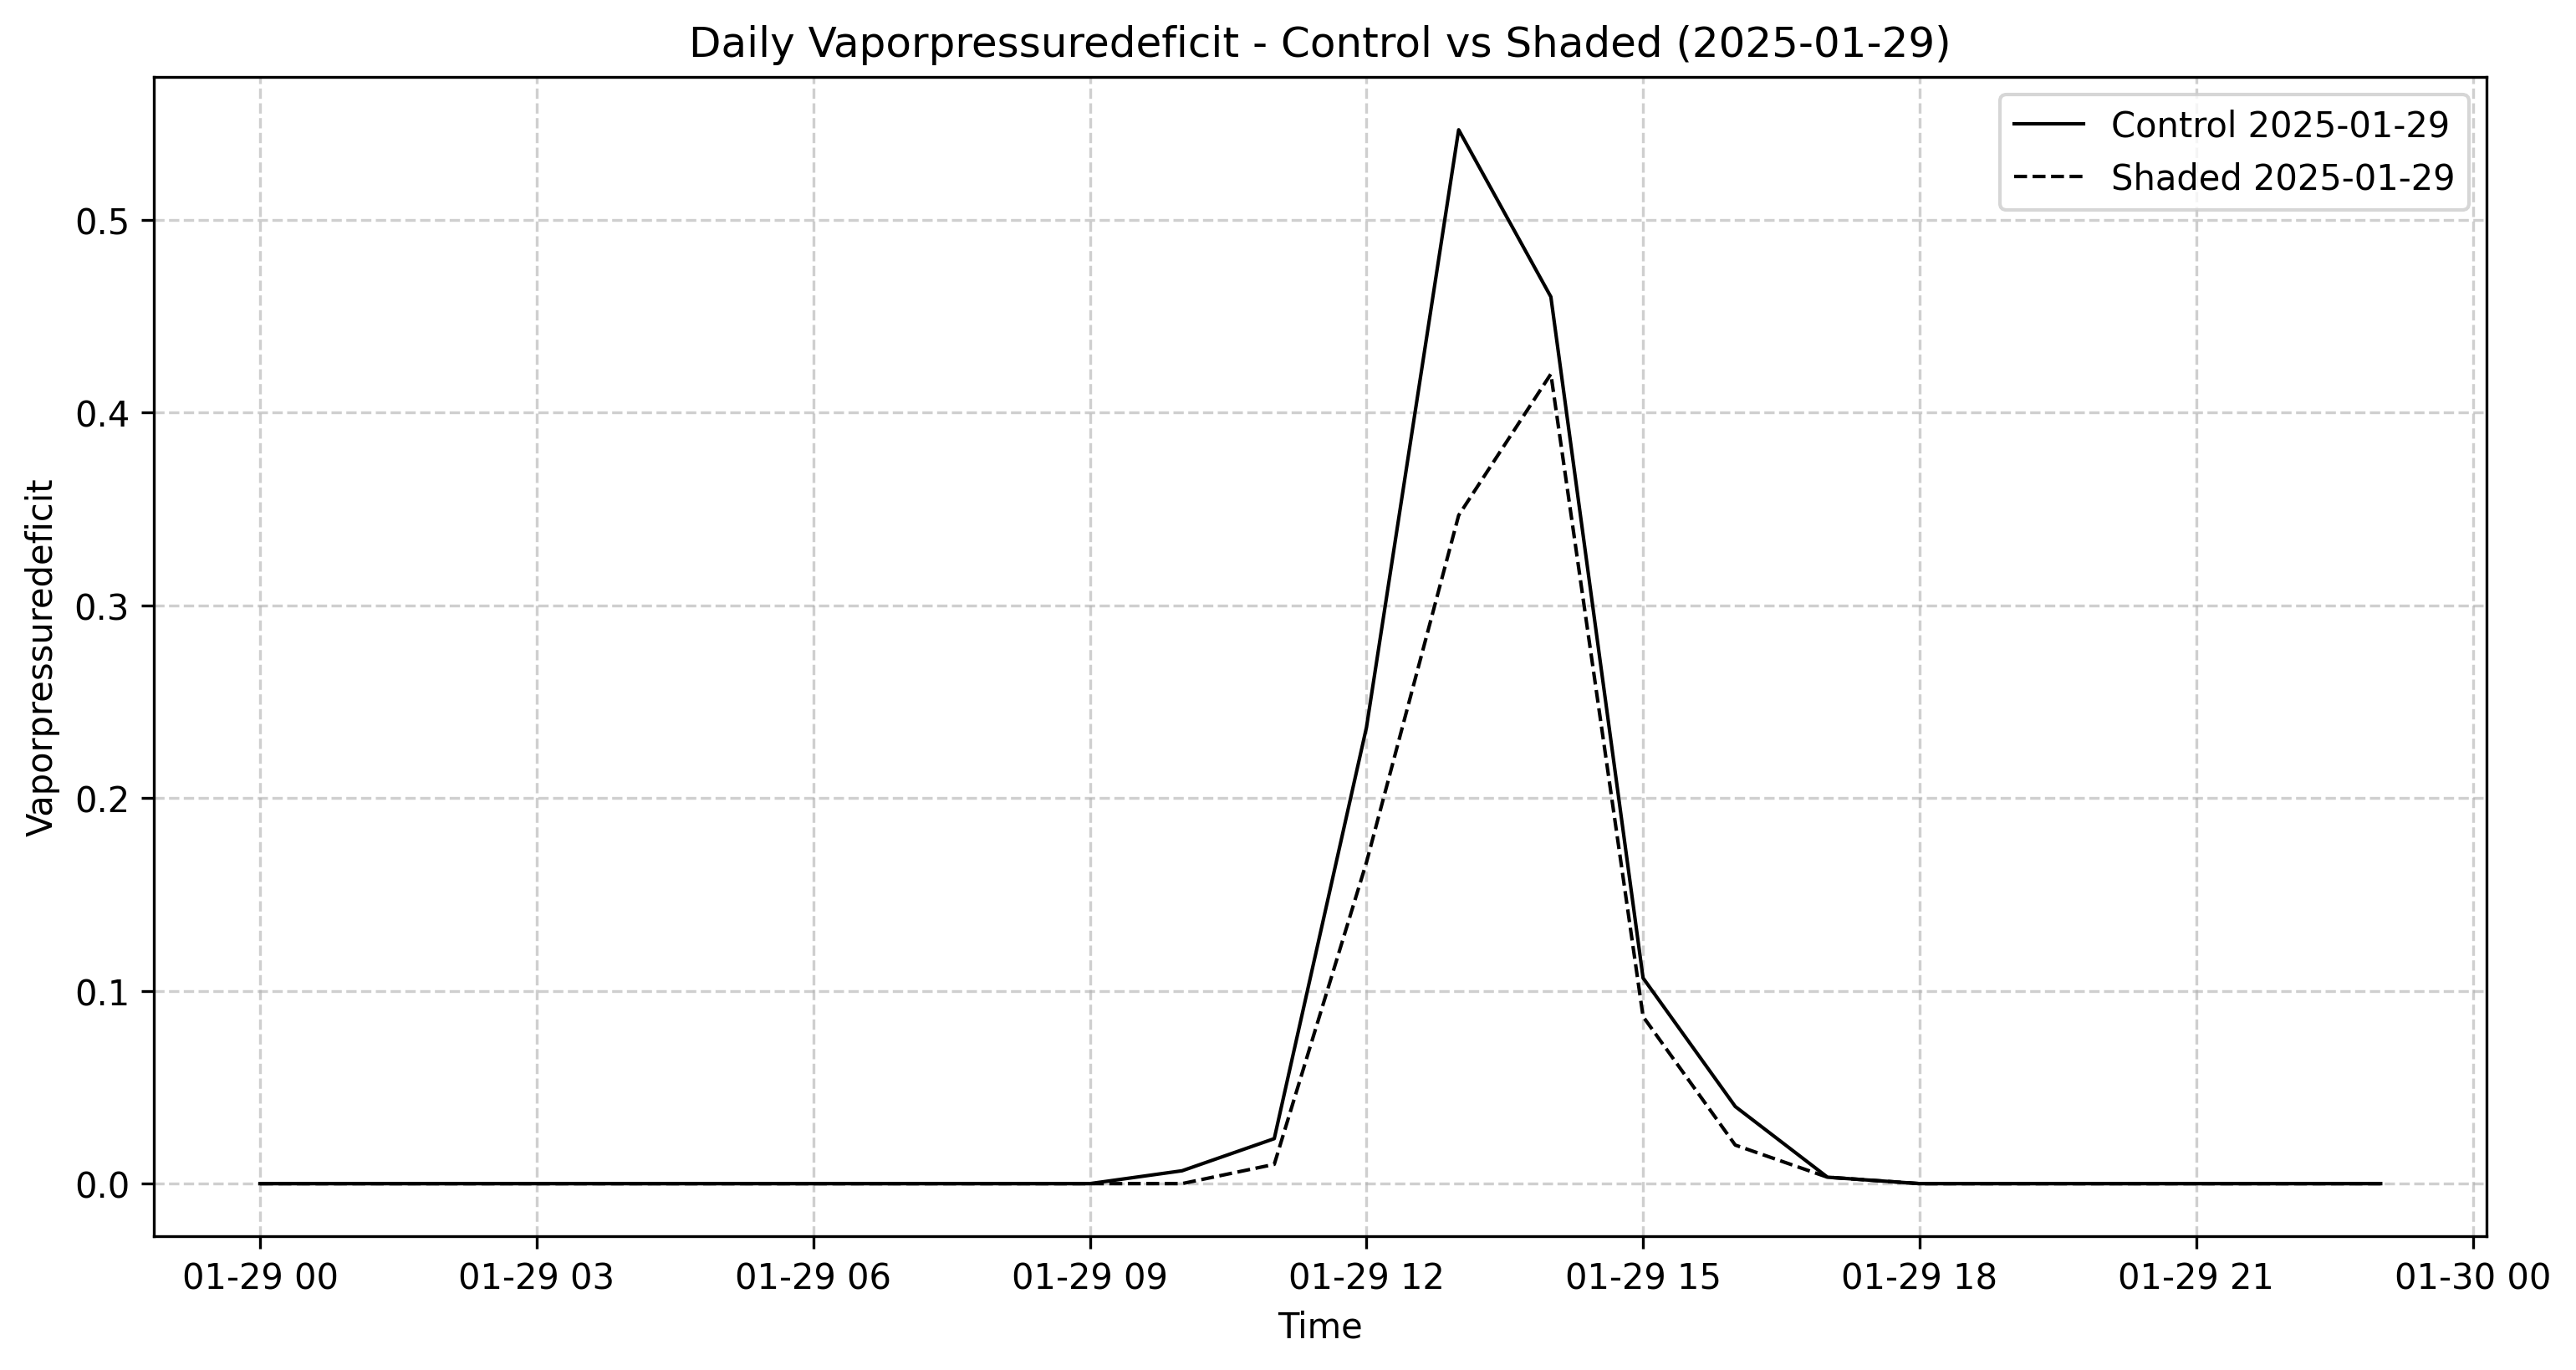 Daily Vaporpressuredeficit - Control vs Shaded (2025-01-29)
Control 2025-01-29
Shaded 2025-01-29
Vaporpressuredeficit
0.5
0.4
0.3
0.2
0.1
0.0
01-29 00 01-29 03 01-29 06 01-29 09 01-29 12 01-29 15 01-29 18 01-29 21 01-30 00
Time